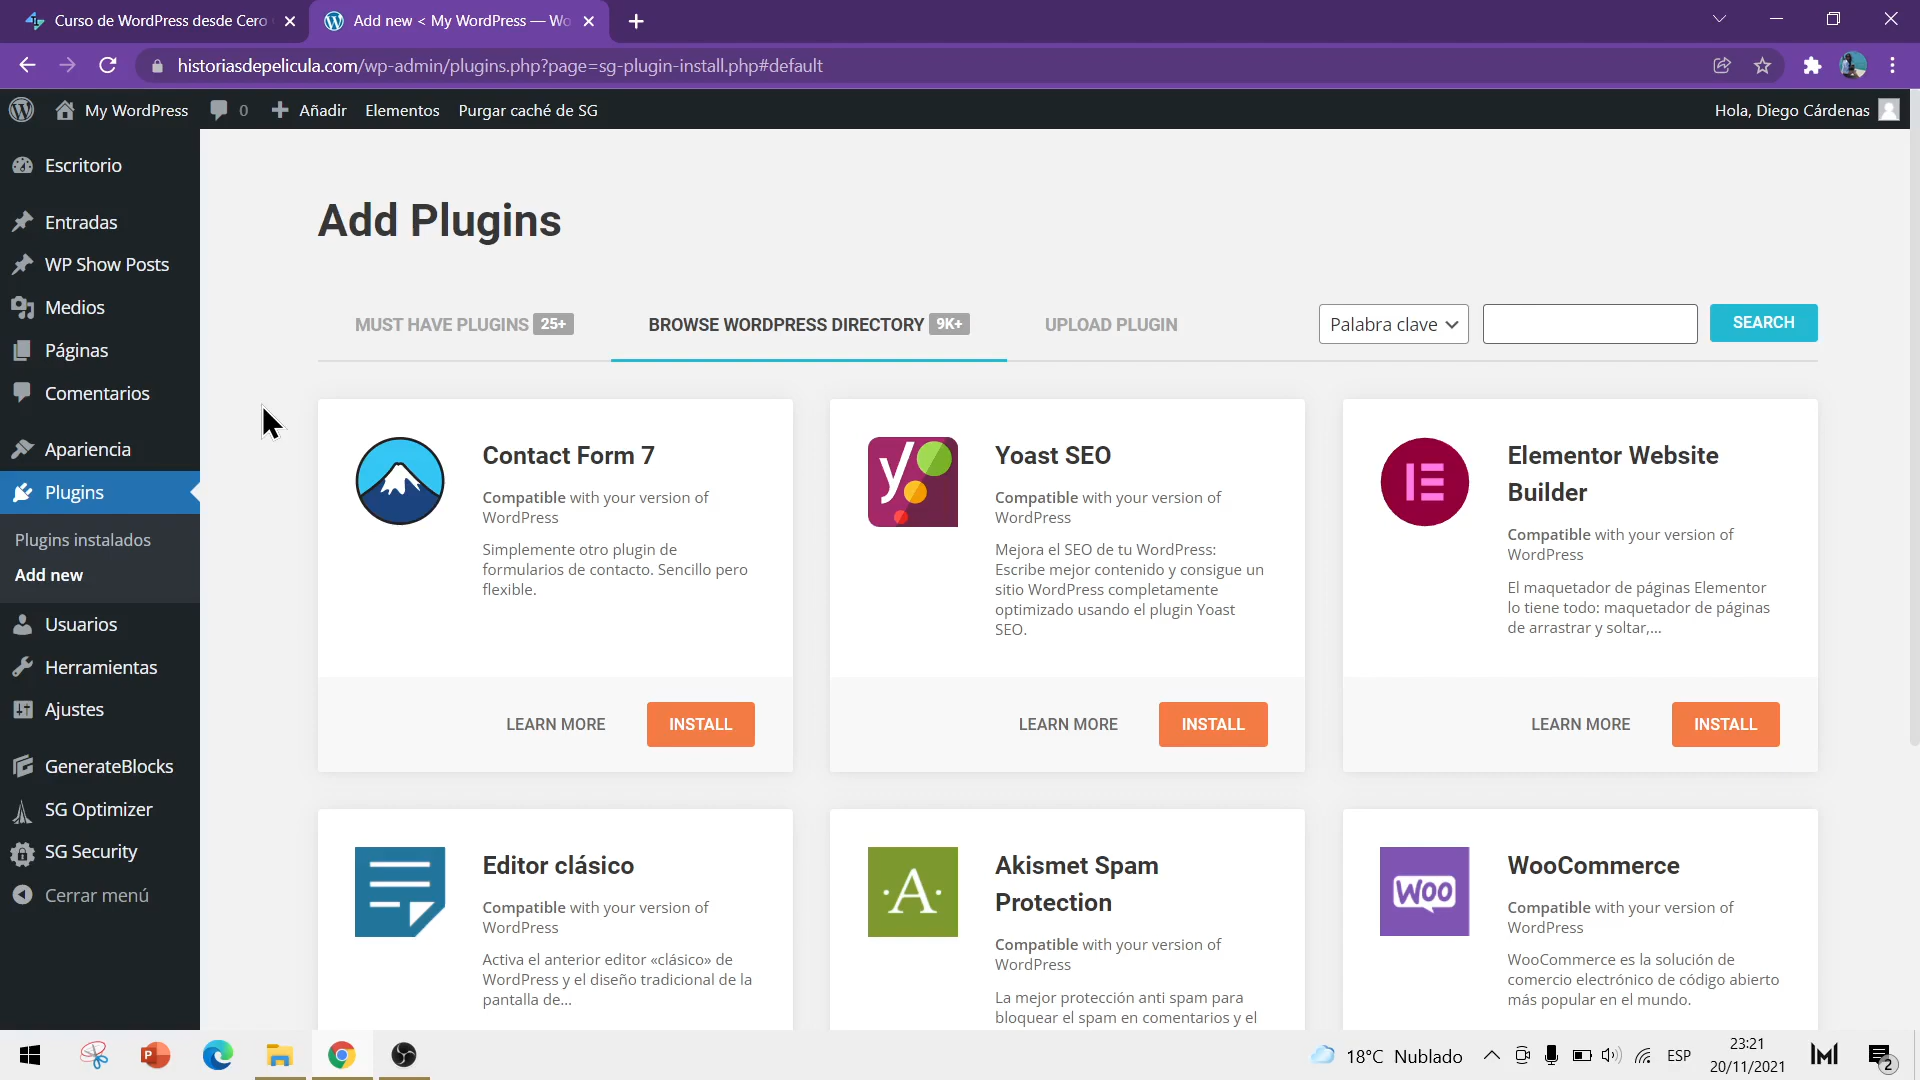 Curso de WordPress desde Cero
Add new < My WordPress — Wo
historiasdepelicula.com/wp-admin/plugins.php?page=sg-plugin-install.php#default
My WordPress
0
Añadir
Elementos
Purgar caché de SG
Hola, Diego Cárdenas
Escritorio
Entradas
WP Show Posts
Medios
Páginas
Comentarios
Apariencia
Plugins
Plugins instalados
Add new
Usuarios
Herramientas
Ajustes
GenerateBlocks
SG Optimizer
SG Security
Cerrar menú
Add Plugins
MUST HAVE PLUGINS 25+
BROWSE WORDPRESS DIRECTORY 9K+
UPLOAD PLUGIN
Palabra clave
SEARCH
Contact Form 7
Compatible with your version of
WordPress
Simplemente otro plugin de
formularios de contacto. Sencillo pero
flexible.
LEARN MORE
INSTALL
Yoast SEO
Compatible with your version of
WordPress
Mejora el SEO de tu WordPress:
Escribe mejor contenido y consigue un
sitio WordPress completamente
optimizado usando el plugin Yoast
SEO.
LEARN MORE
INSTALL
Elementor Website
Builder
Compatible with your version of
WordPress
El maquetador de páginas Elementor
lo tiene todo: maquetador de páginas
de arrastrar y soltar,...
LEARN MORE
INSTALL
Editor clásico
Compatible with your version of
WordPress
Activa el anterior editor «clásico» de
WordPress y el diseño tradicional de la
pantalla de...
·A·
Akismet Spam
Protection
Compatible with your version of
WordPress
La mejor protección anti spam para
bloquear el spam en comentarios y el
WOO
WooCommerce
Compatible with your version of
WordPress
WooCommerce es la solución de
comercio electrónico de código abierto
más popular en el mundo.
18°C Nublado
ESP
23:21
20/11/2021
2